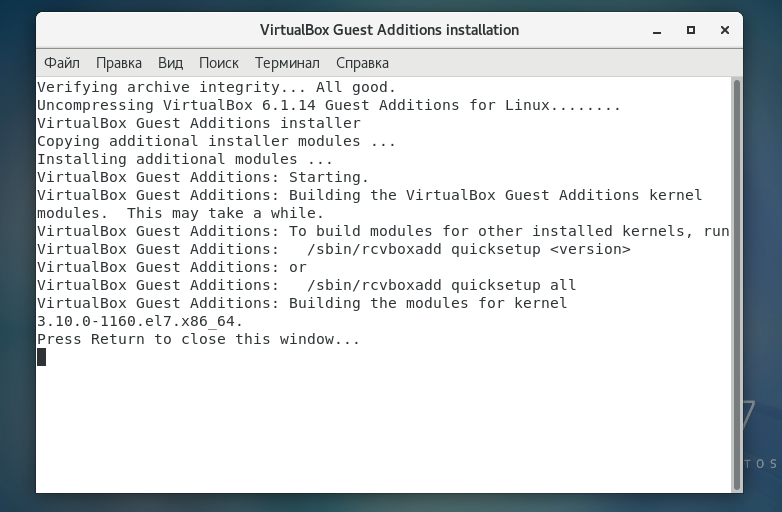 VirtualBox Guest Additions installation
Файл Правка Вид Поиск Терминал Справка
Verifying archive integrity... All good.
Uncompressing VirtualBox 6.1.14 Guest Additions for Linux........
VirtualBox Guest Additions installer
Copying additional installer modules ...
Installing additional modules ...
VirtualBox Guest Additions: Starting.
VirtualBox Guest Additions: Building the VirtualBox Guest Additions kernel
modules.  This may take a while.
VirtualBox Guest Additions: To build modules for other installed kernels, run
VirtualBox Guest Additions:   /sbin/rcvboxadd quicksetup <version>
VirtualBox Guest Additions: or
VirtualBox Guest Additions:   /sbin/rcvboxadd quicksetup all
VirtualBox Guest Additions: Building the modules for kernel
3.10.0-1160.el7.x86_64.
Press Return to close this window...
7
TOS